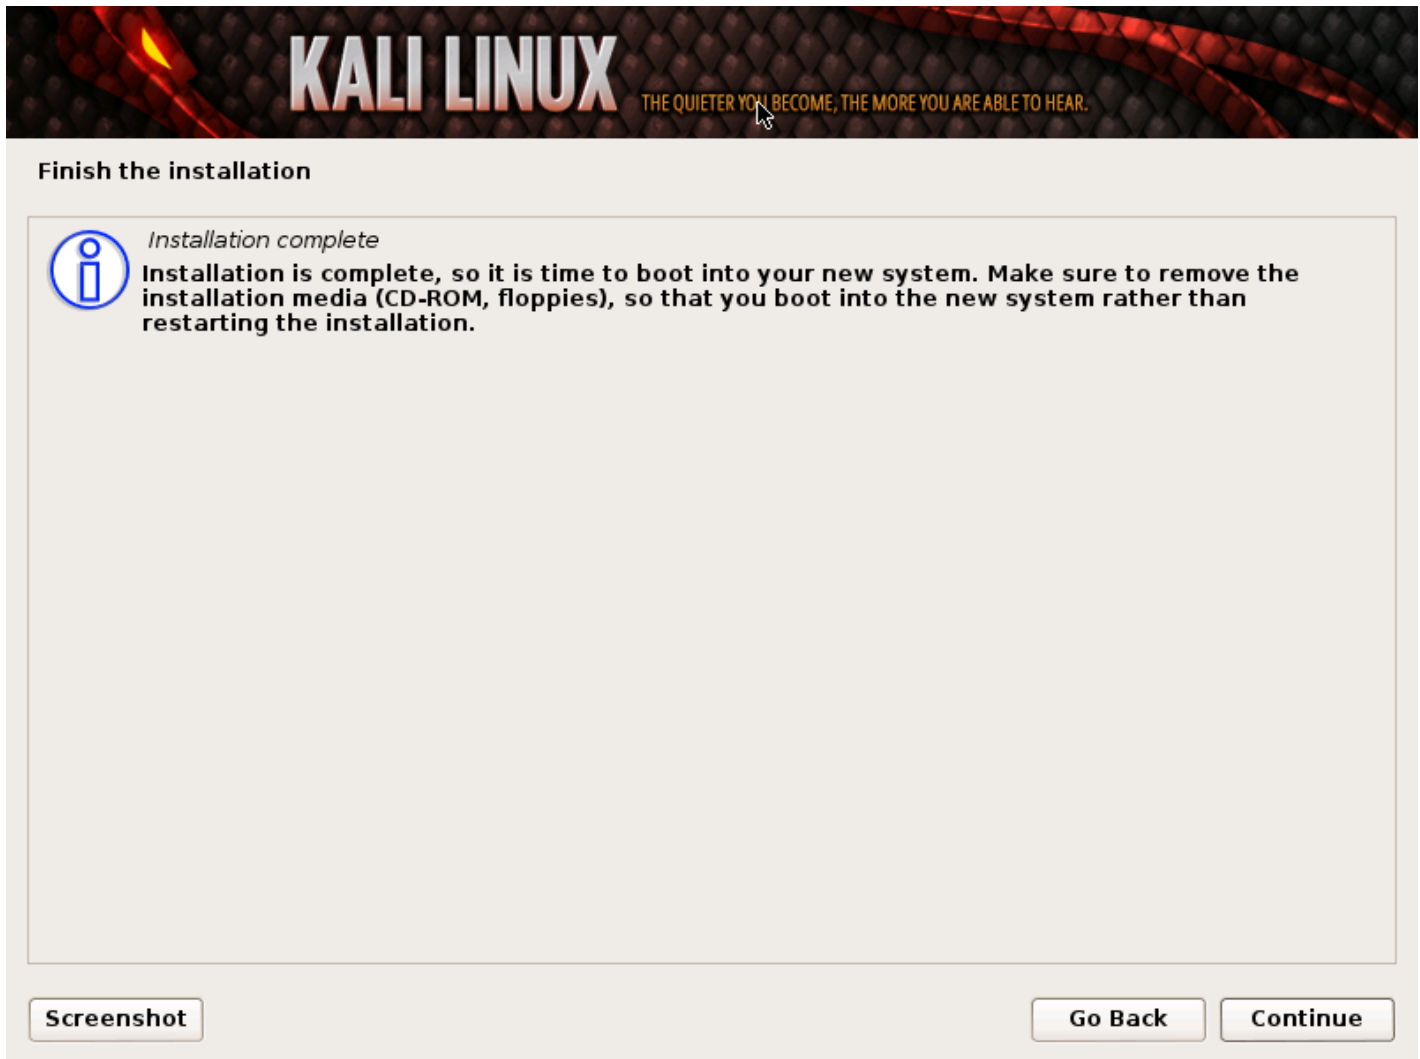 KALI LINUX
THE QUIETER YOU BECOME, THE MORE YOU ARE ABLE TO HEAR.
Finish the installation
Installation complete
Installation is complete, so it is time to boot into your new system. Make sure to remove the
installation media (CD-ROM, floppies), so that you boot into the new system rather than
restarting the installation.
Screenshot
Go Back
Continue